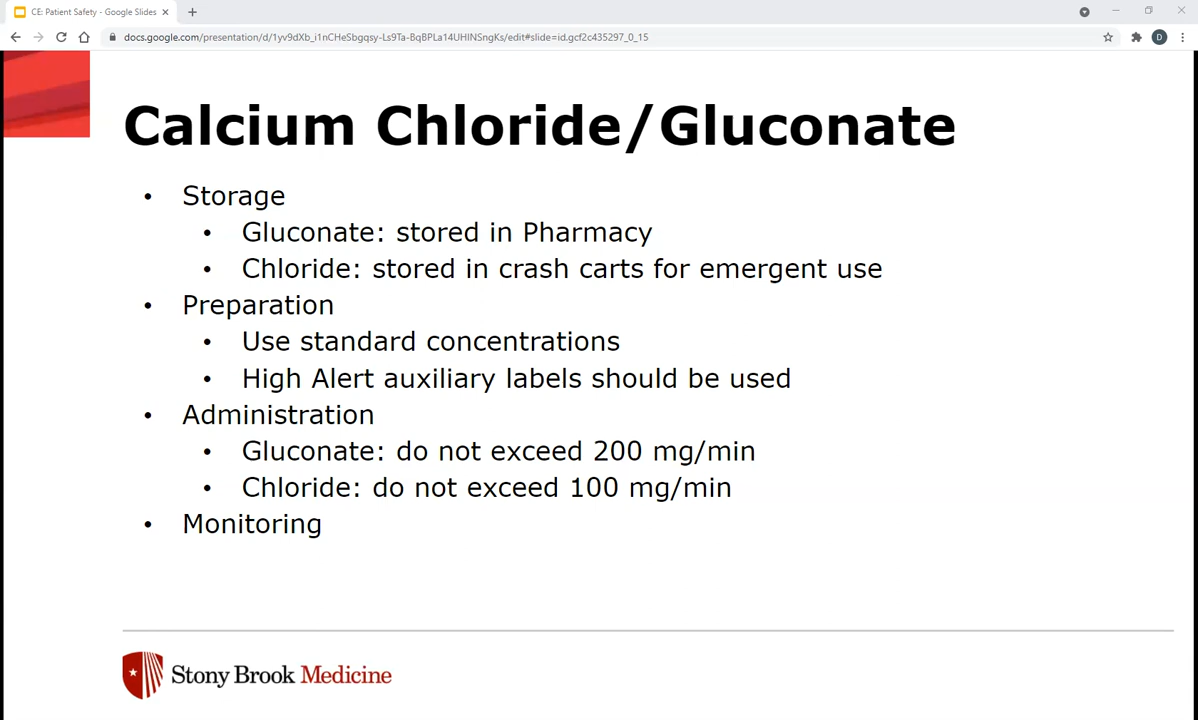 CE: Patient Safety - Google Slides
docs.google.com/presentation/d/1yv9dXb_i1nCHeSbgqsy-Ls9Ta-BqBPLa14UHINSngKs/edit#slide=id.gcf2c435297_0_15
D
Calcium Chloride/Gluconate
• Storage
• Gluconate: stored in Pharmacy
• Chloride: stored in crash carts for emergent use
• Preparation
• Use standard concentrations
• High Alert auxiliary labels should be used
• Administration
• Gluconate: do not exceed 200 mg/min
• Chloride: do not exceed 100 mg/min
• Monitoring
Stony Brook Medicine